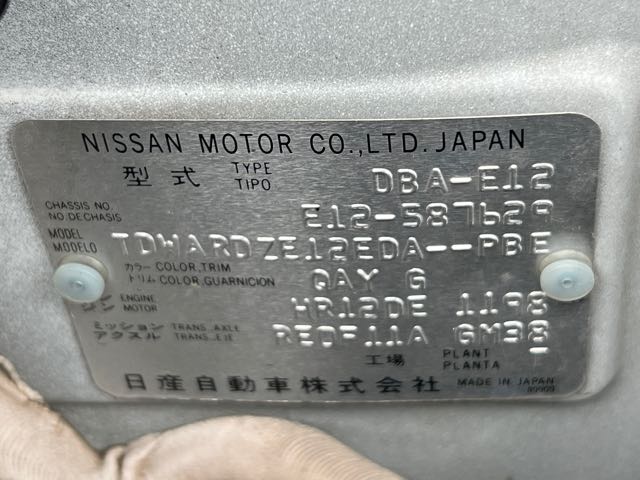 NISSAN MOTOR CO.,LTD. JAPAN
型式 TYPE TIPO DBA-E12
CHASSIS NO. NO.DE CHASIS E12-587629
MODEL MODELO TDWARDZE12EDA--PBE
カラー COLOR,TRIM トリム COLOR,GUARNICION QAY G
ン ENGINE ジン MOTOR HR12DE 1198
ミッション TRANS. AXLE アクスル TRANS. EJE RE0F11A GM38
工場 PLANT PLANTA
日産自動車株式会社 MADE IN JAPAN